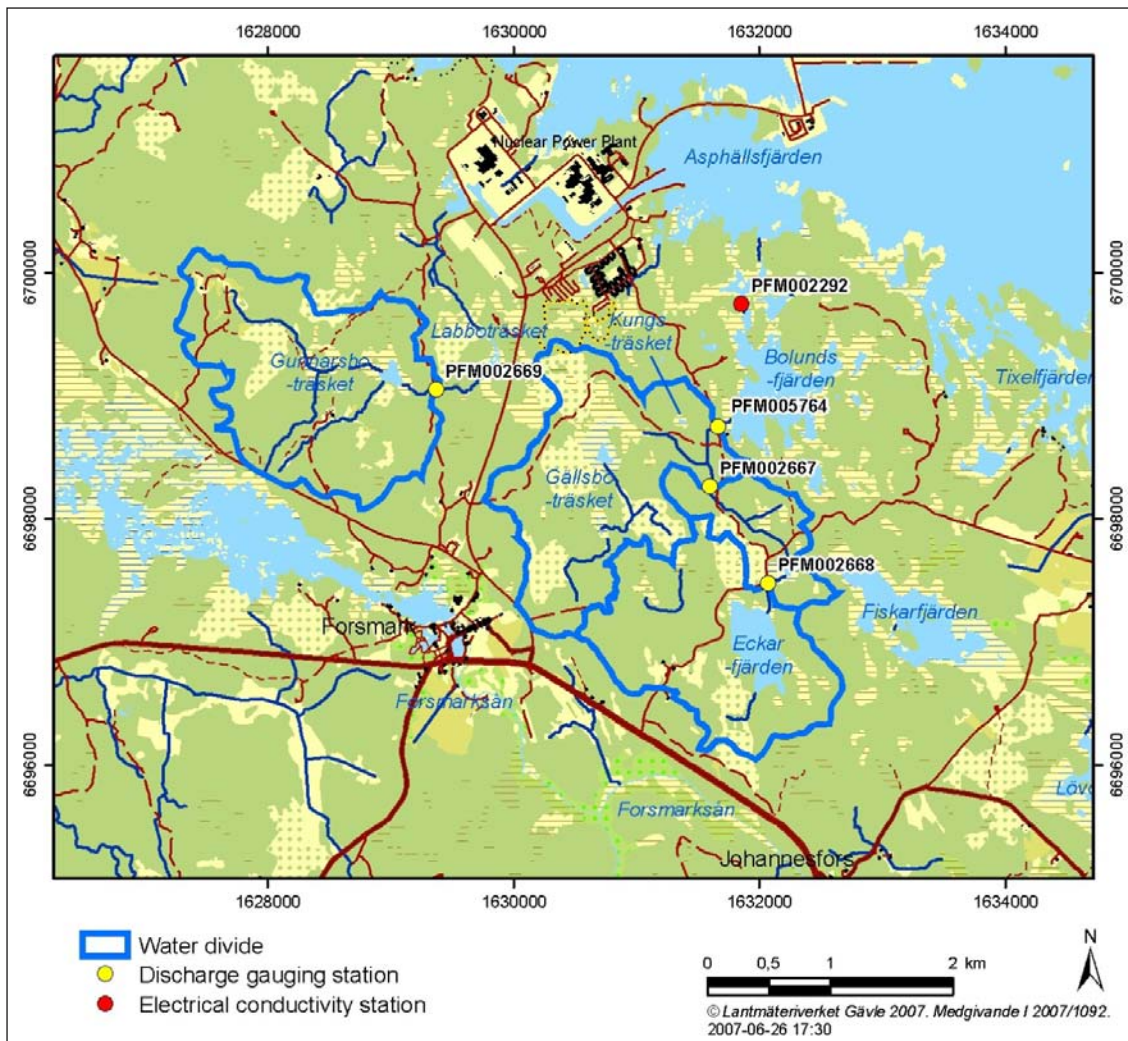 1628000
1630000
1632000
1634000
Nuclear Power Plant
Asphällsfjärden
6700000
6700000
PFM002292
Labboträsket
Kungs
-träsket
Gunnarsbo
-träsket
Bolunds
-fjärden
Tixelfjärden
PFM002669
PFM005764
PFM002667
Gällsbo
-träsket
6698000
6698000
PFM002668
Forsmark
Eckar
-fjärden
Fiskarfjärden
Forsmarksån
6696000
6696000
Forsmarksån
Johannesfors
1628000
1630000
1632000
1634000
Water divide
Discharge gauging station
Electrical conductivity station
N
0 0,5 1 2 km
© Lantmäteriverket Gävle 2007. Medgivande I 2007/1092.
2007-06-26 17:30